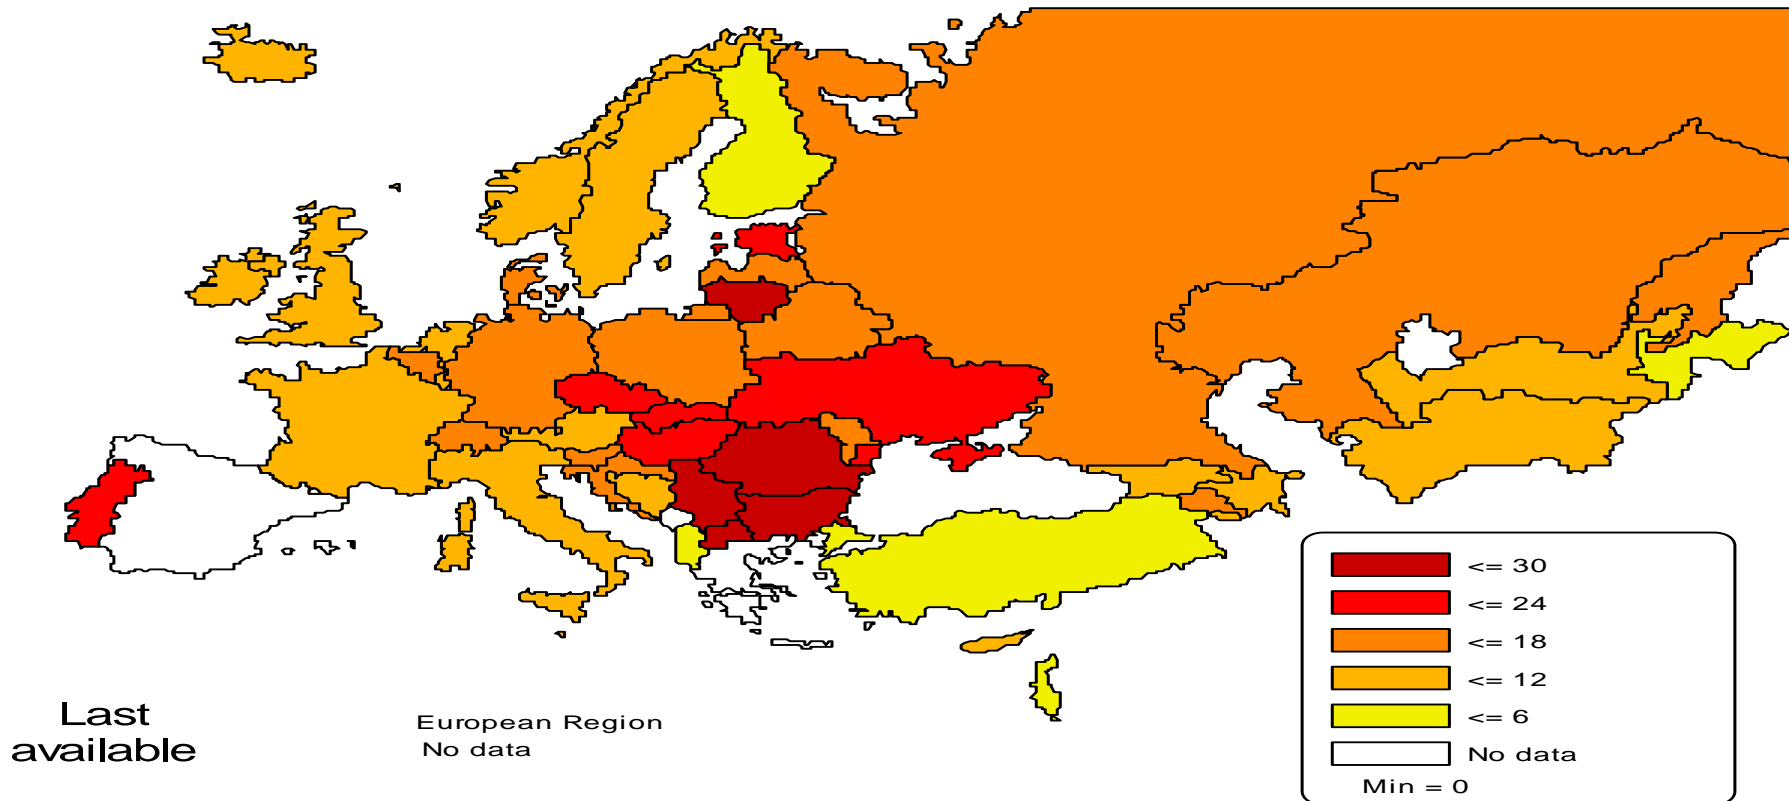 <= 30
<= 24
<= 18
<= 12
<= 6
No data
Min = 0
Last
available
European Region
No data